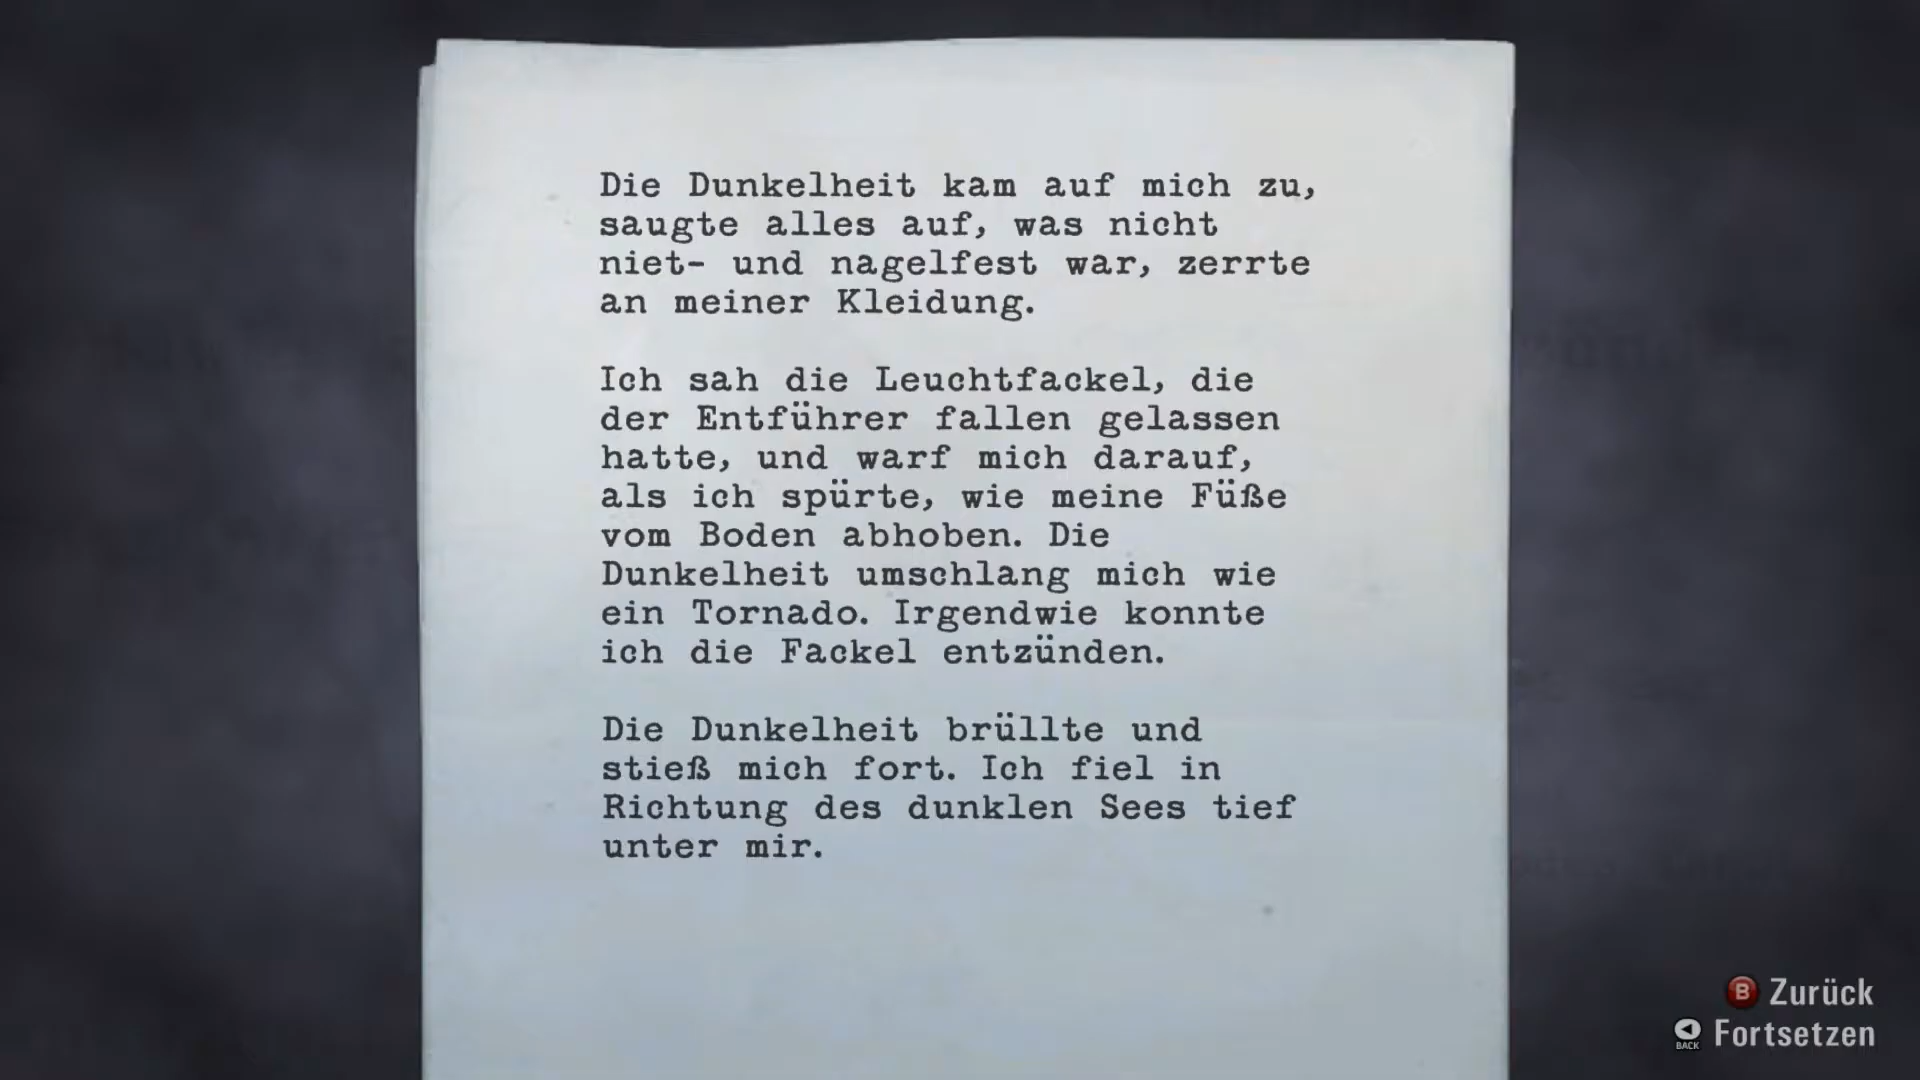 Die Dunkelheit kam auf mich zu,
saugte alles auf, was nicht
niet- und nagelfest war, zerrte
an meiner Kleidung.
Ich sah die Leuchtfackel, die
der Entführer fallen gelassen
hatte, und warf mich darauf,
als ich spürte, wie meine Füße
vom Boden abhoben. Die
Dunkelheit umschlang mich wie
ein Tornado. Irgendwie konnte
ich die Fackel entzünden.
Die Dunkelheit brüllte und
stieß mich fort. Ich fiel in
Richtung des dunklen Sees tief
unter mir.
B Zurück
BACK Fortsetzen